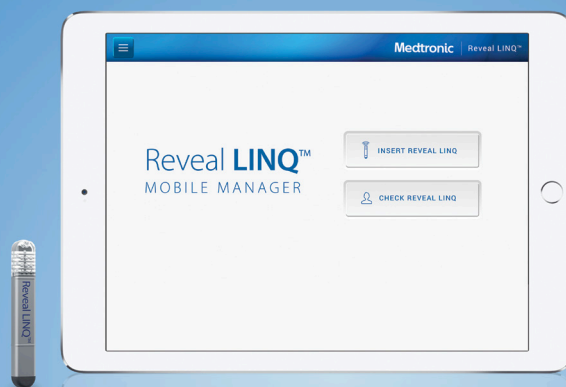 Medtronic | Reveal LINQ™
Reveal LINQ™
MOBILE MANAGER
INSERT REVEAL LINQ
CHECK REVEAL LINQ
Reveal LINQ™